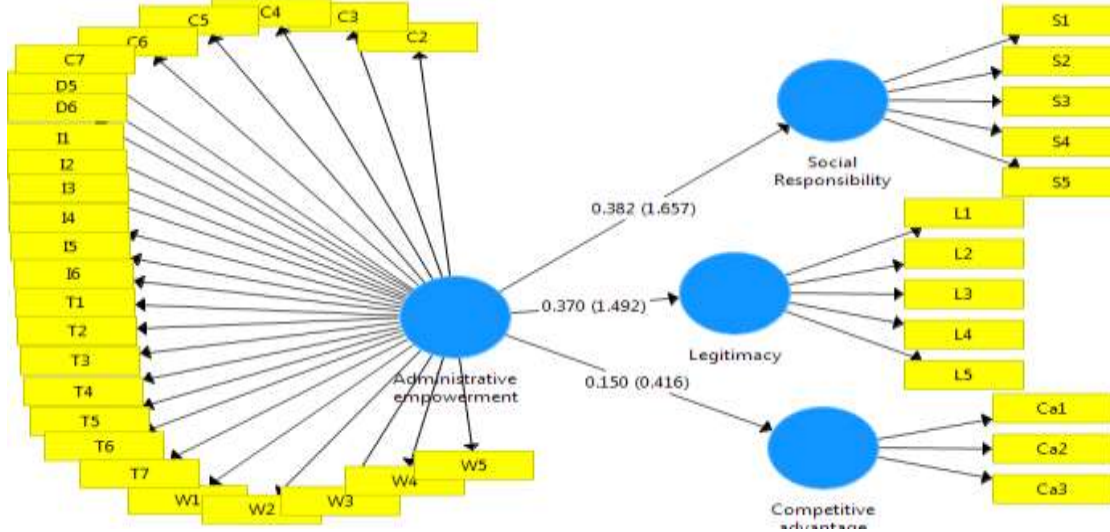 C2
C3
C4
C5
C6
C7
D5
D6
I1
I2
I3
I4
I5
I6
T1
T2
T3
T4
T5
T6
T7
W1
W2
W3
W4
W5
Administrative
empowerment
0.382 (1.657)
0.370 (1.492)
0.150 (0.416)
Social
Responsibility
S1
S2
S3
S4
S5
Legitimacy
L1
L2
L3
L4
L5
Competitive
advantage
Ca1
Ca2
Ca3